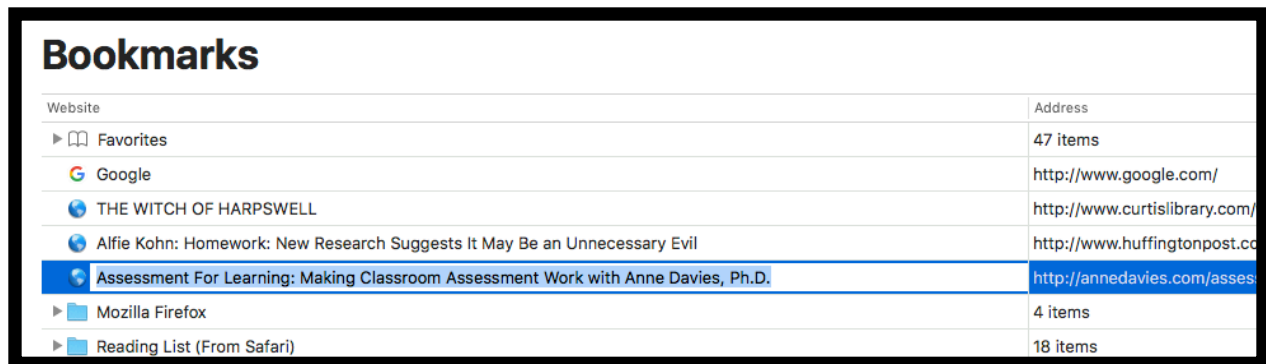 Bookmarks
Website Address
Favorites 47 items
Google http://www.google.com/
THE WITCH OF HARPSWELL http://www.curtislibrary.com/
Alfie Kohn: Homework: New Research Suggests It May Be an Unnecessary Evil http://www.huffingtonpost.co
Assessment For Learning: Making Classroom Assessment Work with Anne Davies, Ph.D. http://annedavies.com/asses
Mozilla Firefox 4 items
Reading List (From Safari) 18 items